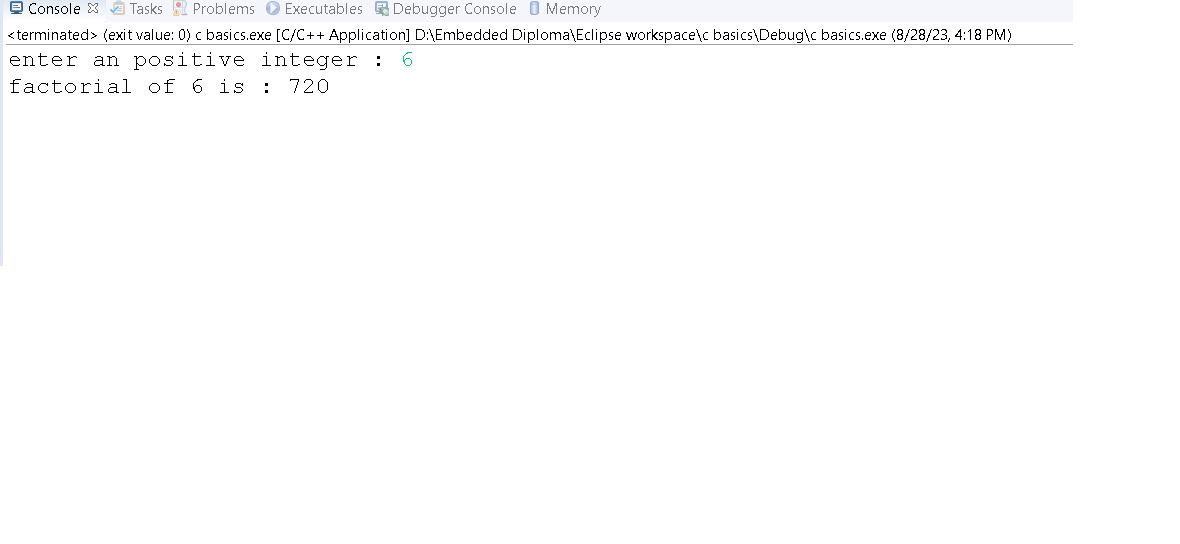 Console Tasks Problems Executables Debugger Console Memory
<terminated> (exit value: 0) c basics.exe [C/C++ Application] D:\Embedded Diploma\Eclipse workspace\c basics\Debug\c basics.exe (8/28/23, 4:18 PM)
enter an positive integer : 6
factorial of 6 is : 720